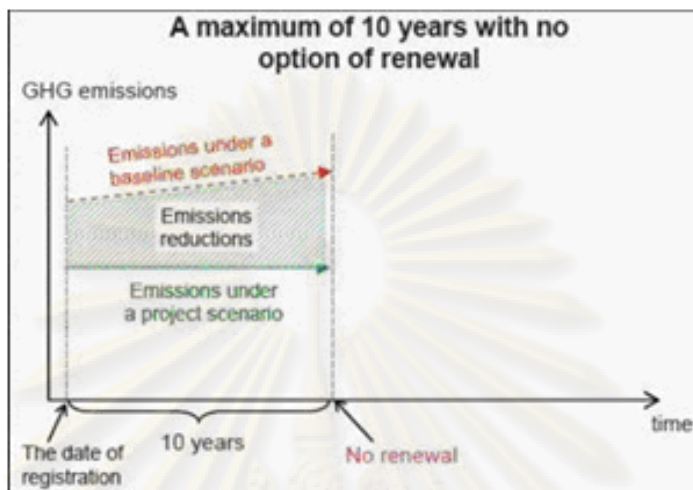 A maximum of 10 years with no
option of renewal
GHG emissions
Emissions under a
baseline scenario
Emissions
reductions
Emissions under
a project scenario
time
10 years
The date of
registration
No renewal